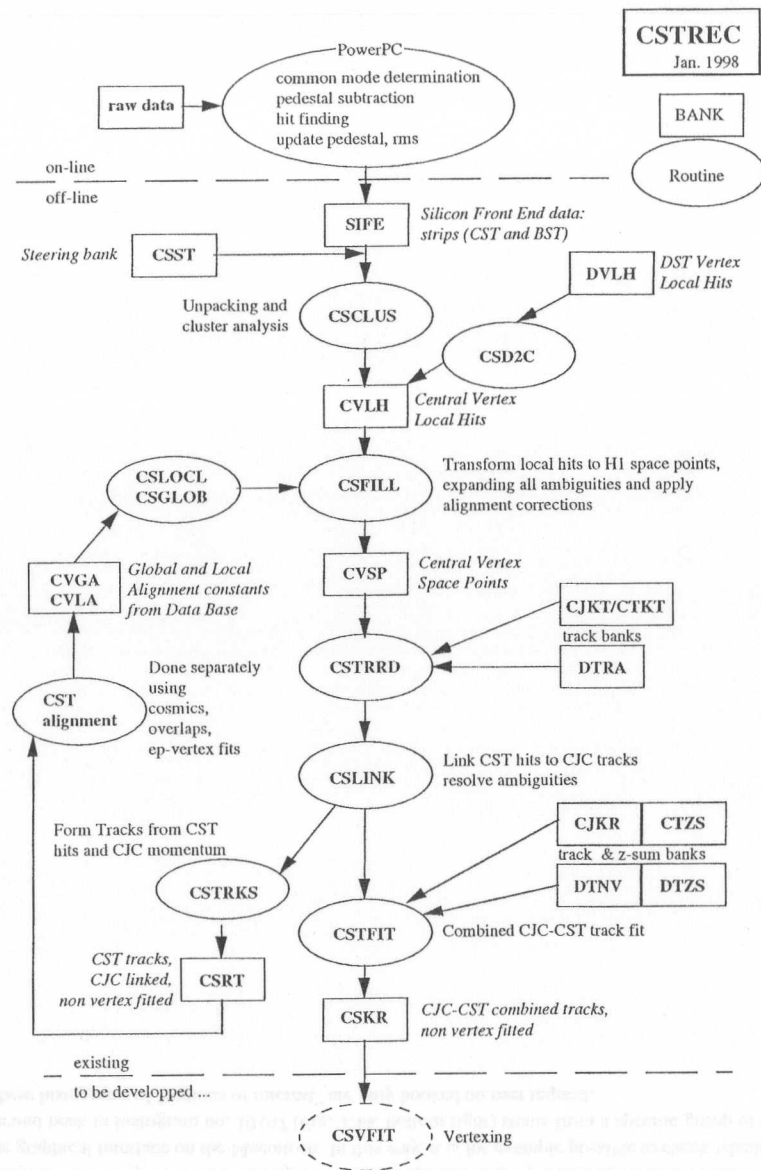 CSTREC
Jan. 1998
PowerPC
common mode determination
pedestal subtraction
hit finding
update pedestal, rms
raw data
BANK
Routine
on-line
off-line
SIFE
Silicon Front End data:
strips (CST and BST)
Steering bank
CSST
DVLH
DST Vertex
Local Hits
Unpacking and
cluster analysis
CSCLUS
CSD2C
CVLH
Central Vertex
Local Hits
CSLOCL
CSGLOB
CSFILL
Transform local hits to H1 space points,
expanding all ambiguities and apply
alignment corrections
CVGA
CVLA
Global and Local
Alignment constants
from Data Base
CVSP
Central Vertex
Space Points
CJKT/CTKT
track banks
DTRA
CSTRRD
CST
alignment
Done separately
using
cosmics,
overlaps,
ep-vertex fits
CSLINK
Link CST hits to CJC tracks
resolve ambiguities
Form Tracks from CST
hits and CJC momentum
CJKR CTZS
track & z-sum banks
DTNV DTZS
CSTRKS
CSTFIT
Combined CJC-CST track fit
CST tracks,
CJC linked,
non vertex fitted
CSRT
CSKR
CJC-CST combined tracks,
non vertex fitted
existing
to be developped ...
CSVFIT
Vertexing